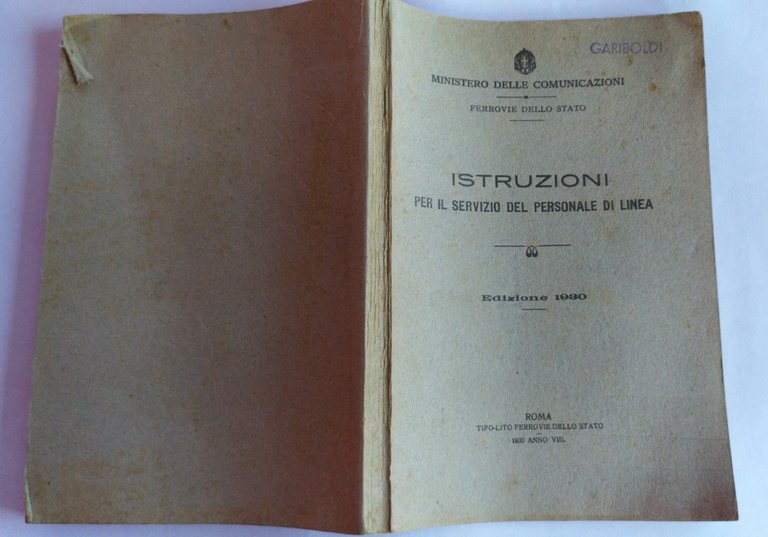 GARIBOLDI
MINISTERO DELLE COMUNICAZIONI
FERROVIE DELLO STATO
ISTRUZIONI
PER IL SERVIZIO DEL PERSONALE DI LINEA
Edizione 1930
ROMA
TIPO-LITO FERROVIE DELLO STATO
1930 ANNO VIII.